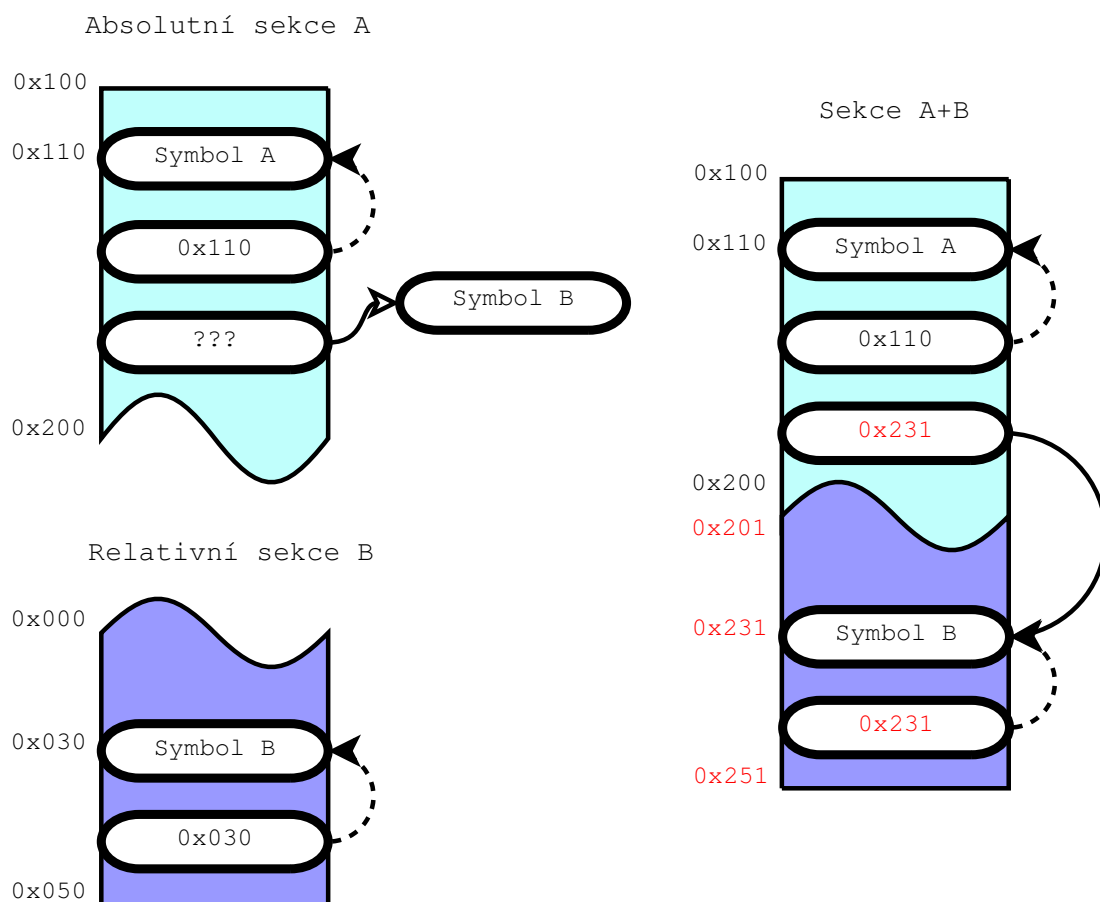 Absolutní sekce A
0x100
0x110
Symbol A
0x110
Symbol B
???
0x200
Relativní sekce B
0x000
0x030
Symbol B
0x030
0x050
Sekce A+B
0x100
0x110
Symbol A
0x110
0x231
0x200
0x201
0x231
Symbol B
0x231
0x251